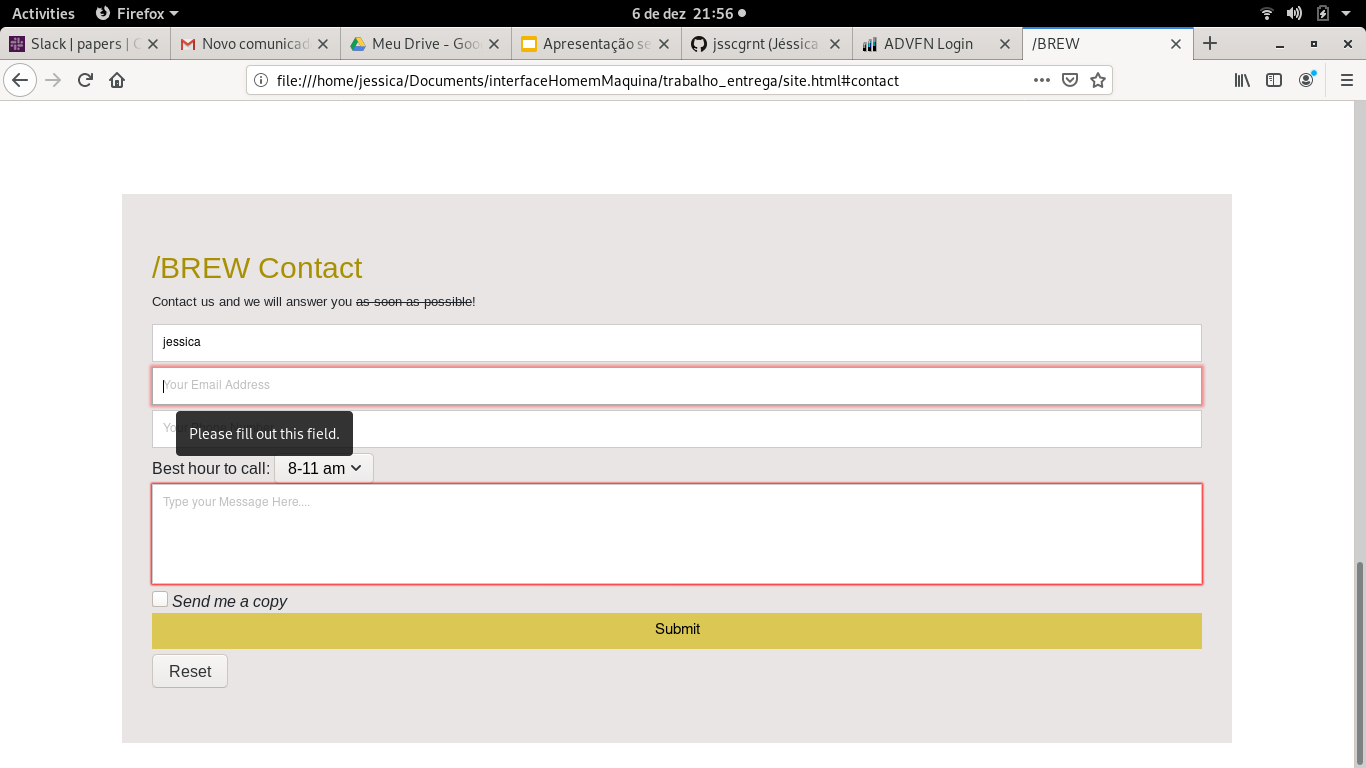 Activities Firefox 6 de dez 21:56
Slack | papers | C Novo comunicad Meu Drive - Goo Apresentação se jsscgrnt (Jéssica ADVFN Login /BREW
file:///home/jessica/Documents/interfaceHomemMaquina/trabalho_entrega/site.html#contact
/BREW Contact
Contact us and we will answer you as soon as possible!
jessica
Your Email Address
Please fill out this field.
Best hour to call: 8-11 am
Type your Message Here....
Send me a copy
Submit
Reset